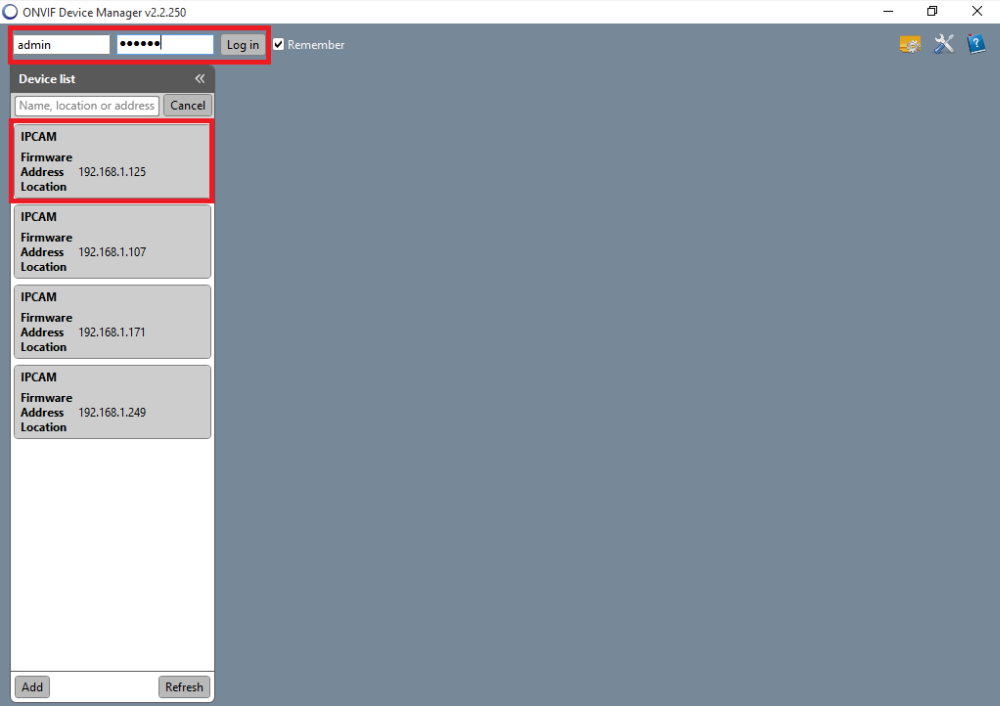 ONVIF Device Manager v2.2.250
admin
●●●●●●
Log in
Remember
Device list
Name, location or address
Cancel
IPCAM
Firmware
Address 192.168.1.125
Location
IPCAM
Firmware
Address 192.168.1.107
Location
IPCAM
Firmware
Address 192.168.1.171
Location
IPCAM
Firmware
Address 192.168.1.249
Location
Add
Refresh